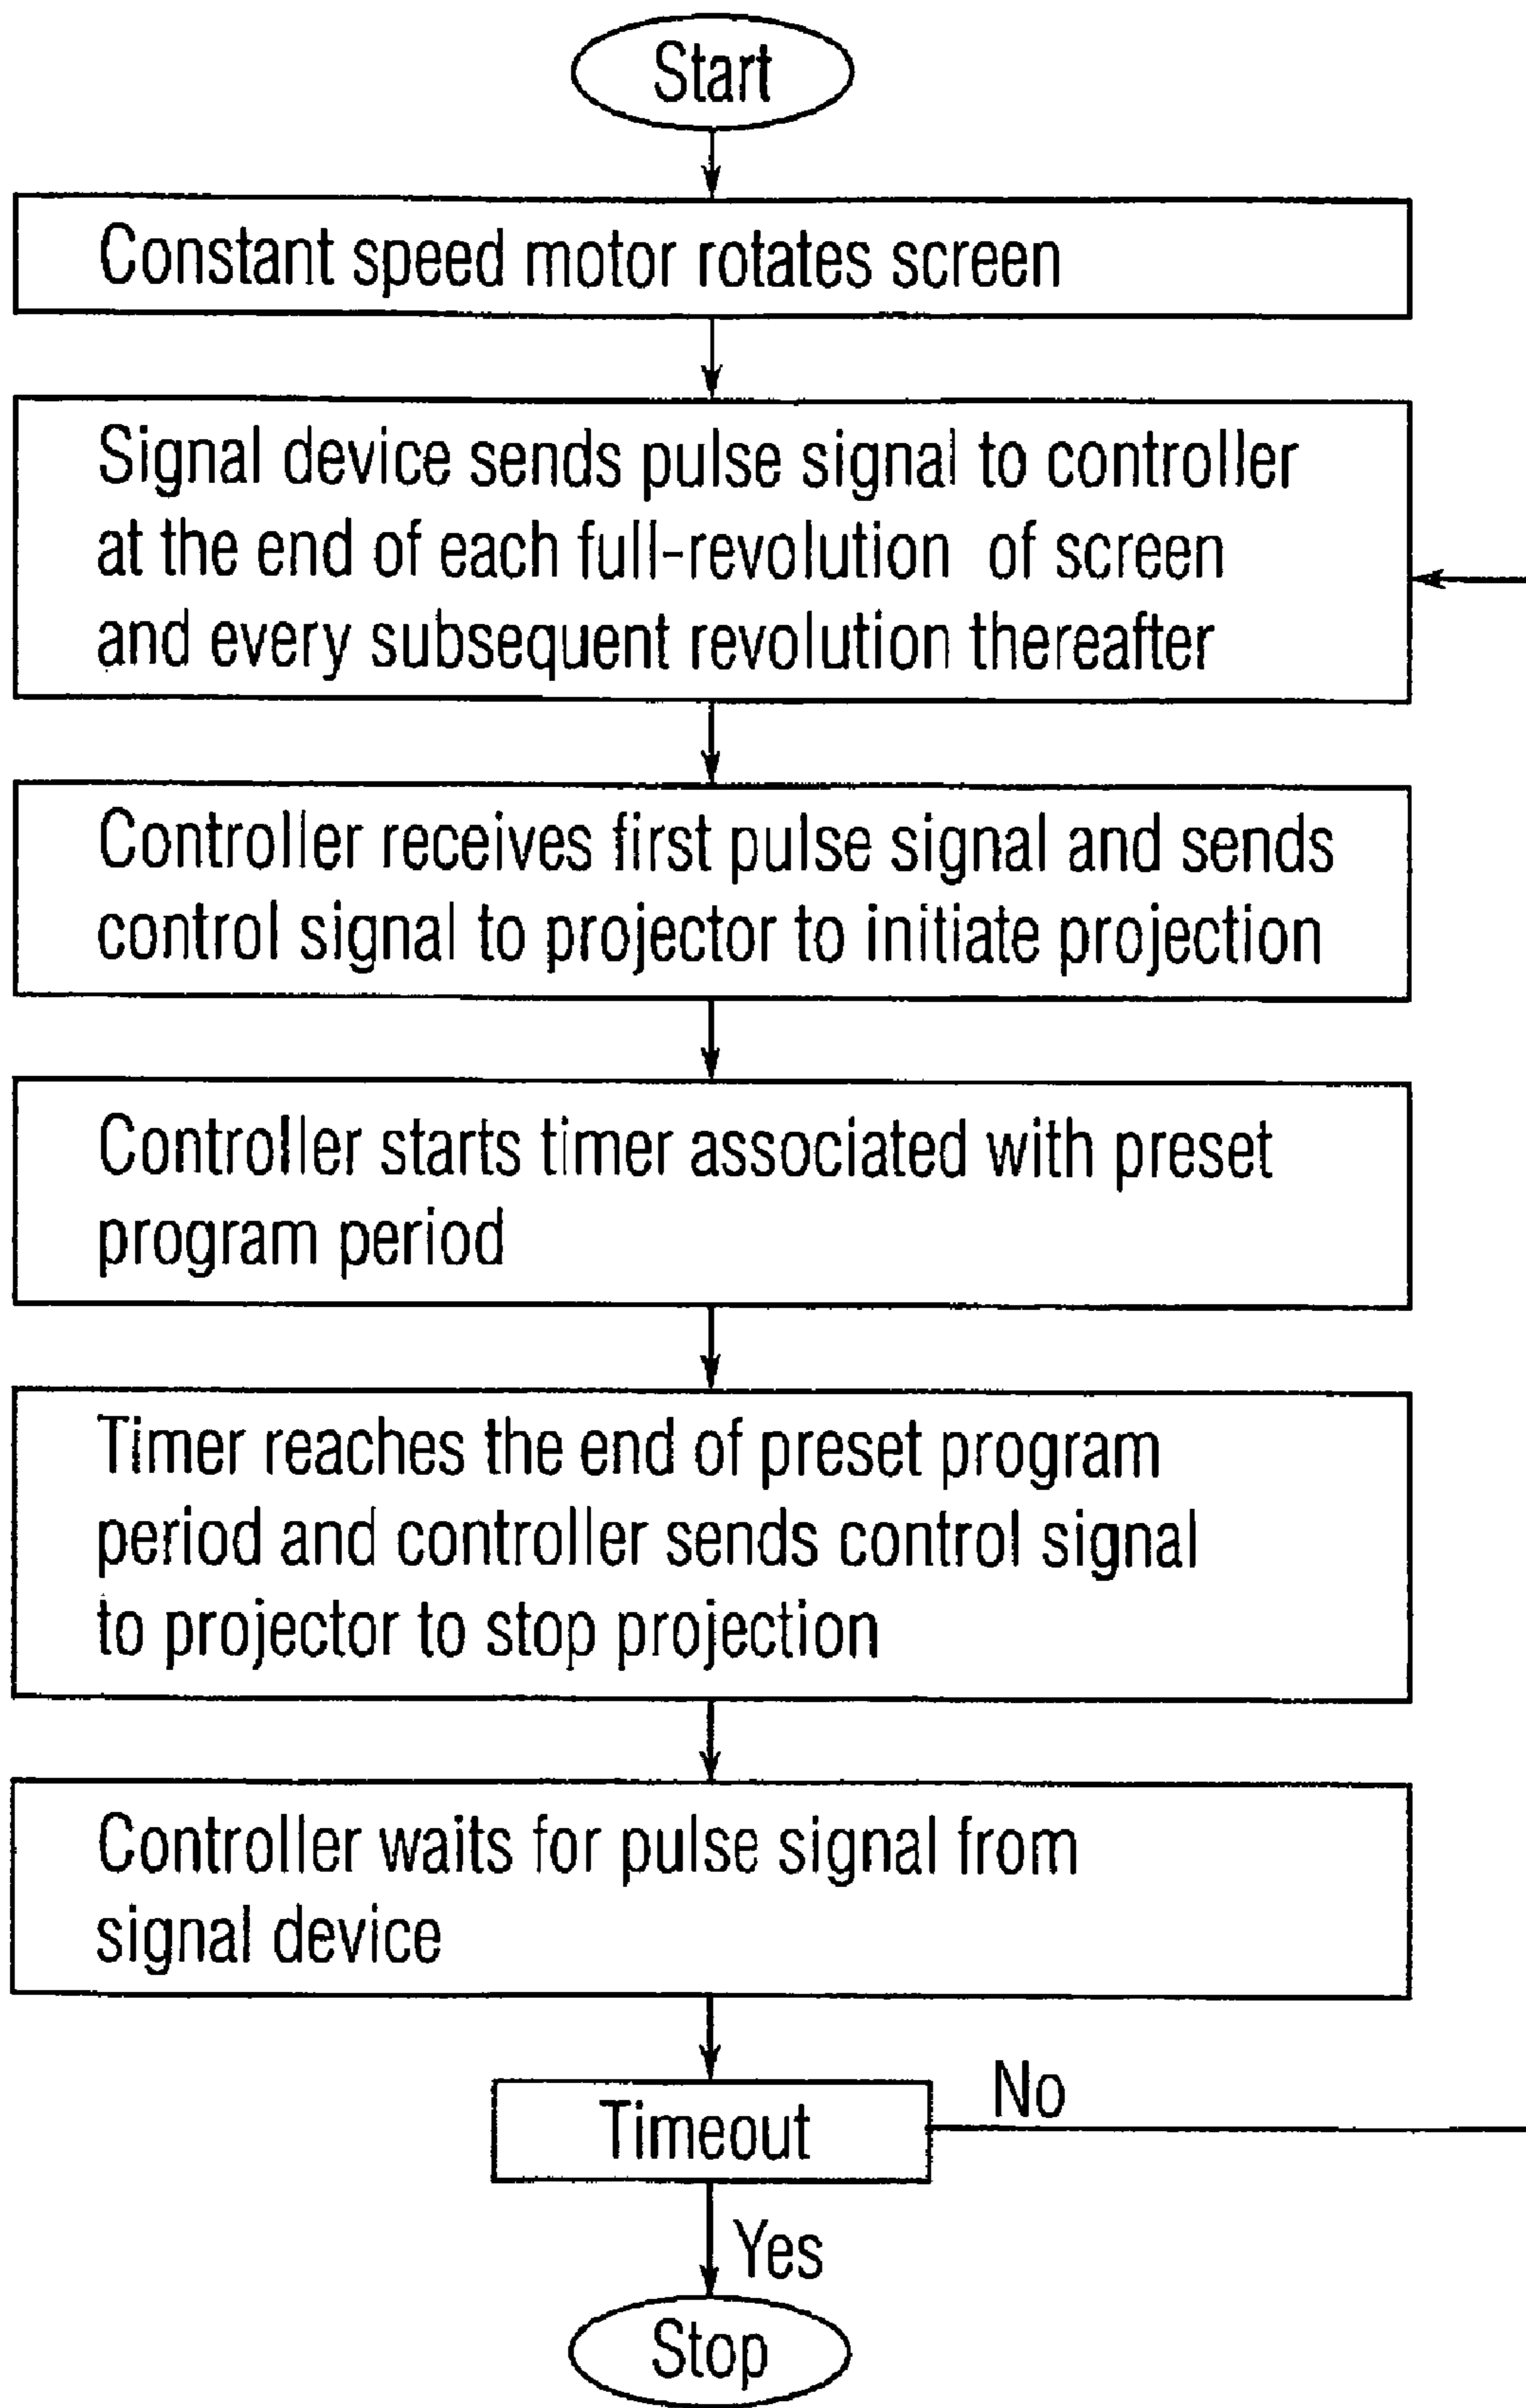 Start
Constant speed motor rotates screen
Signal device sends pulse signal to controller
at the end of each full-revolution of screen
and every subsequent revolution thereafter
Controller receives first pulse signal and sends
control signal to projector to initiate projection
Controller starts timer associated with preset
program period
Timer reaches the end of preset program
period and controller sends control signal
to projector to stop projection
Controller waits for pulse signal from
signal device
Timeout
No
Yes
Stop